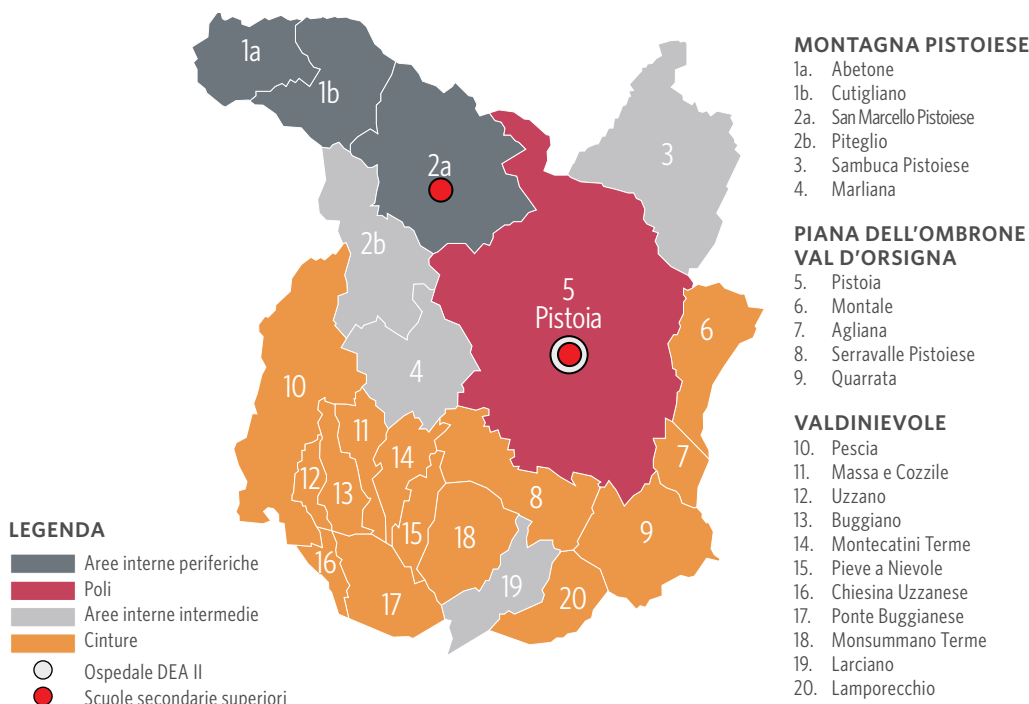 1a
1b
2a
3
2b
5
Pistoia
6
4
10
11
14
7
12
13
8
15
18
9
16
19
17
20
LEGENDA
Aree interne periferiche
Poli
Aree interne intermedie
Cinture
Ospedale DEA II
Scuole secondarie superiori
MONTAGNA PISTOIESE
1a. Abetone
1b. Cutigliano
2a. San Marcello Pistoiese
2b. Piteglio
3. Sambuca Pistoiese
4. Marliana
PIANA DELL'OMBRONE
VAL D'ORSIGNA
5. Pistoia
6. Montale
7. Agliana
8. Serravalle Pistoiese
9. Quarrata
VALDINIEVOLE
10. Pescia
11. Massa e Cozzile
12. Uzzano
13. Buggiano
14. Montecatini Terme
15. Pieve a Nievole
16. Chiesina Uzzanese
17. Ponte Buggianese
18. Monsummano Terme
19. Larciano
20. Lamporecchio